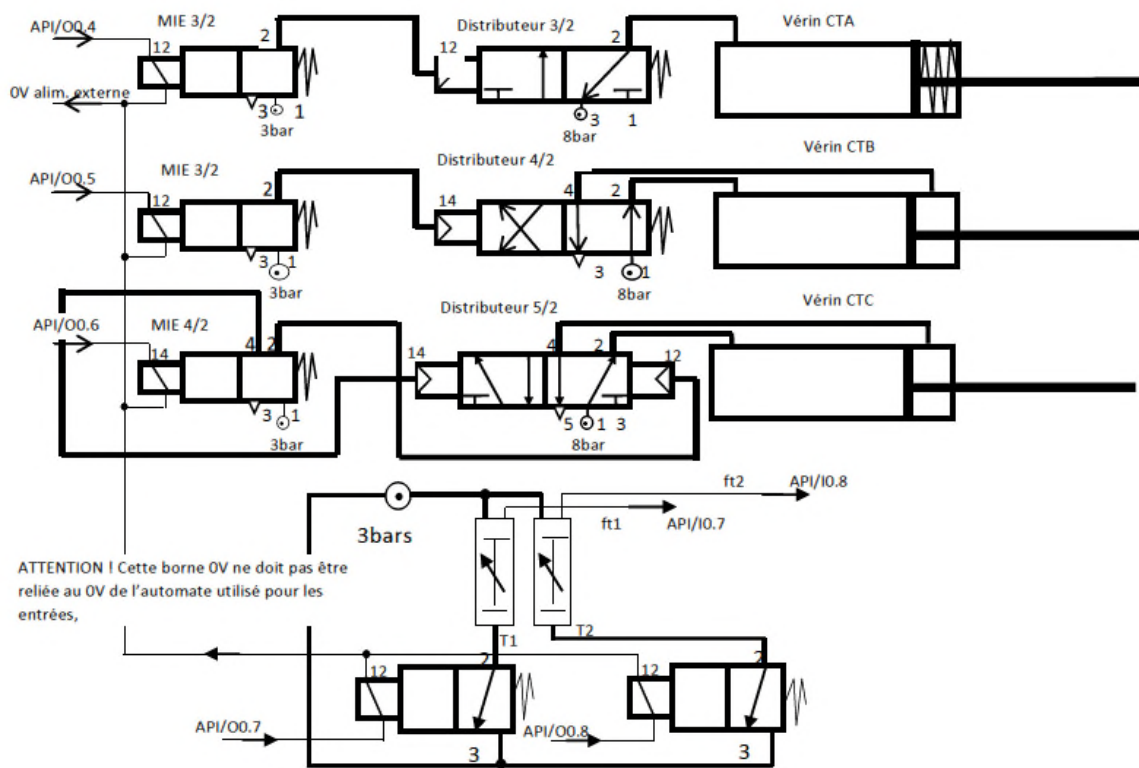 MIE 3/2
Distributeur 3/2
Vérin CTA
API/O0.4
12
2
12
2
0V alim. externe
3
1
3bar
3
1
8bar
MIE 3/2
Distributeur 4/2
Vérin CTB
API/O0.5
12
2
14
4
2
3
1
3bar
3
1
8bar
MIE 4/2
Distributeur 5/2
Vérin CTC
API/O0.6
14
4
2
14
4
2
12
3
1
3bar
5
1
3
8bar
ft2
API/I0.8
ft1
API/I0.7
3bars
ATTENTION ! Cette borne 0V ne doit pas être
reliée au 0V de l'automate utilisé pour les
entrées,
T1
T2
12
2
12
2
API/O0.7
API/O0.8
3
3